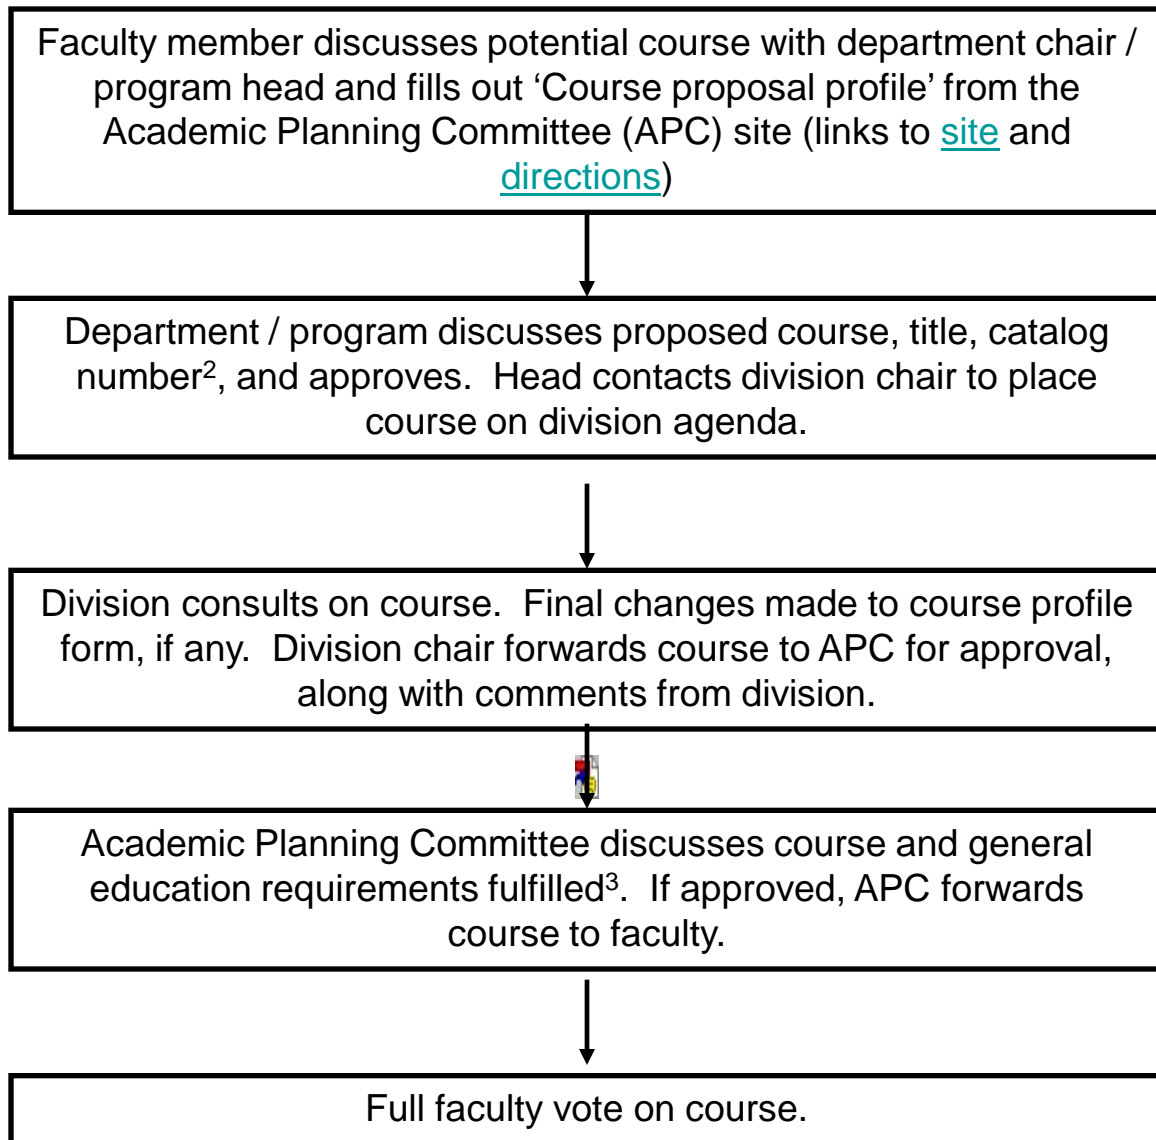 Faculty member discusses potential course with department chair /
program head and fills out ‘Course proposal profile’ from the
Academic Planning Committee (APC) site (links to site and
directions)
Department / program discusses proposed course, title, catalog
number², and approves.  Head contacts division chair to place
course on division agenda.
Division consults on course.  Final changes made to course profile
form, if any.  Division chair forwards course to APC for approval,
along with comments from division.
Academic Planning Committee discusses course and general
education requirements fulfilled³.  If approved, APC forwards
course to faculty.
Full faculty vote on course.